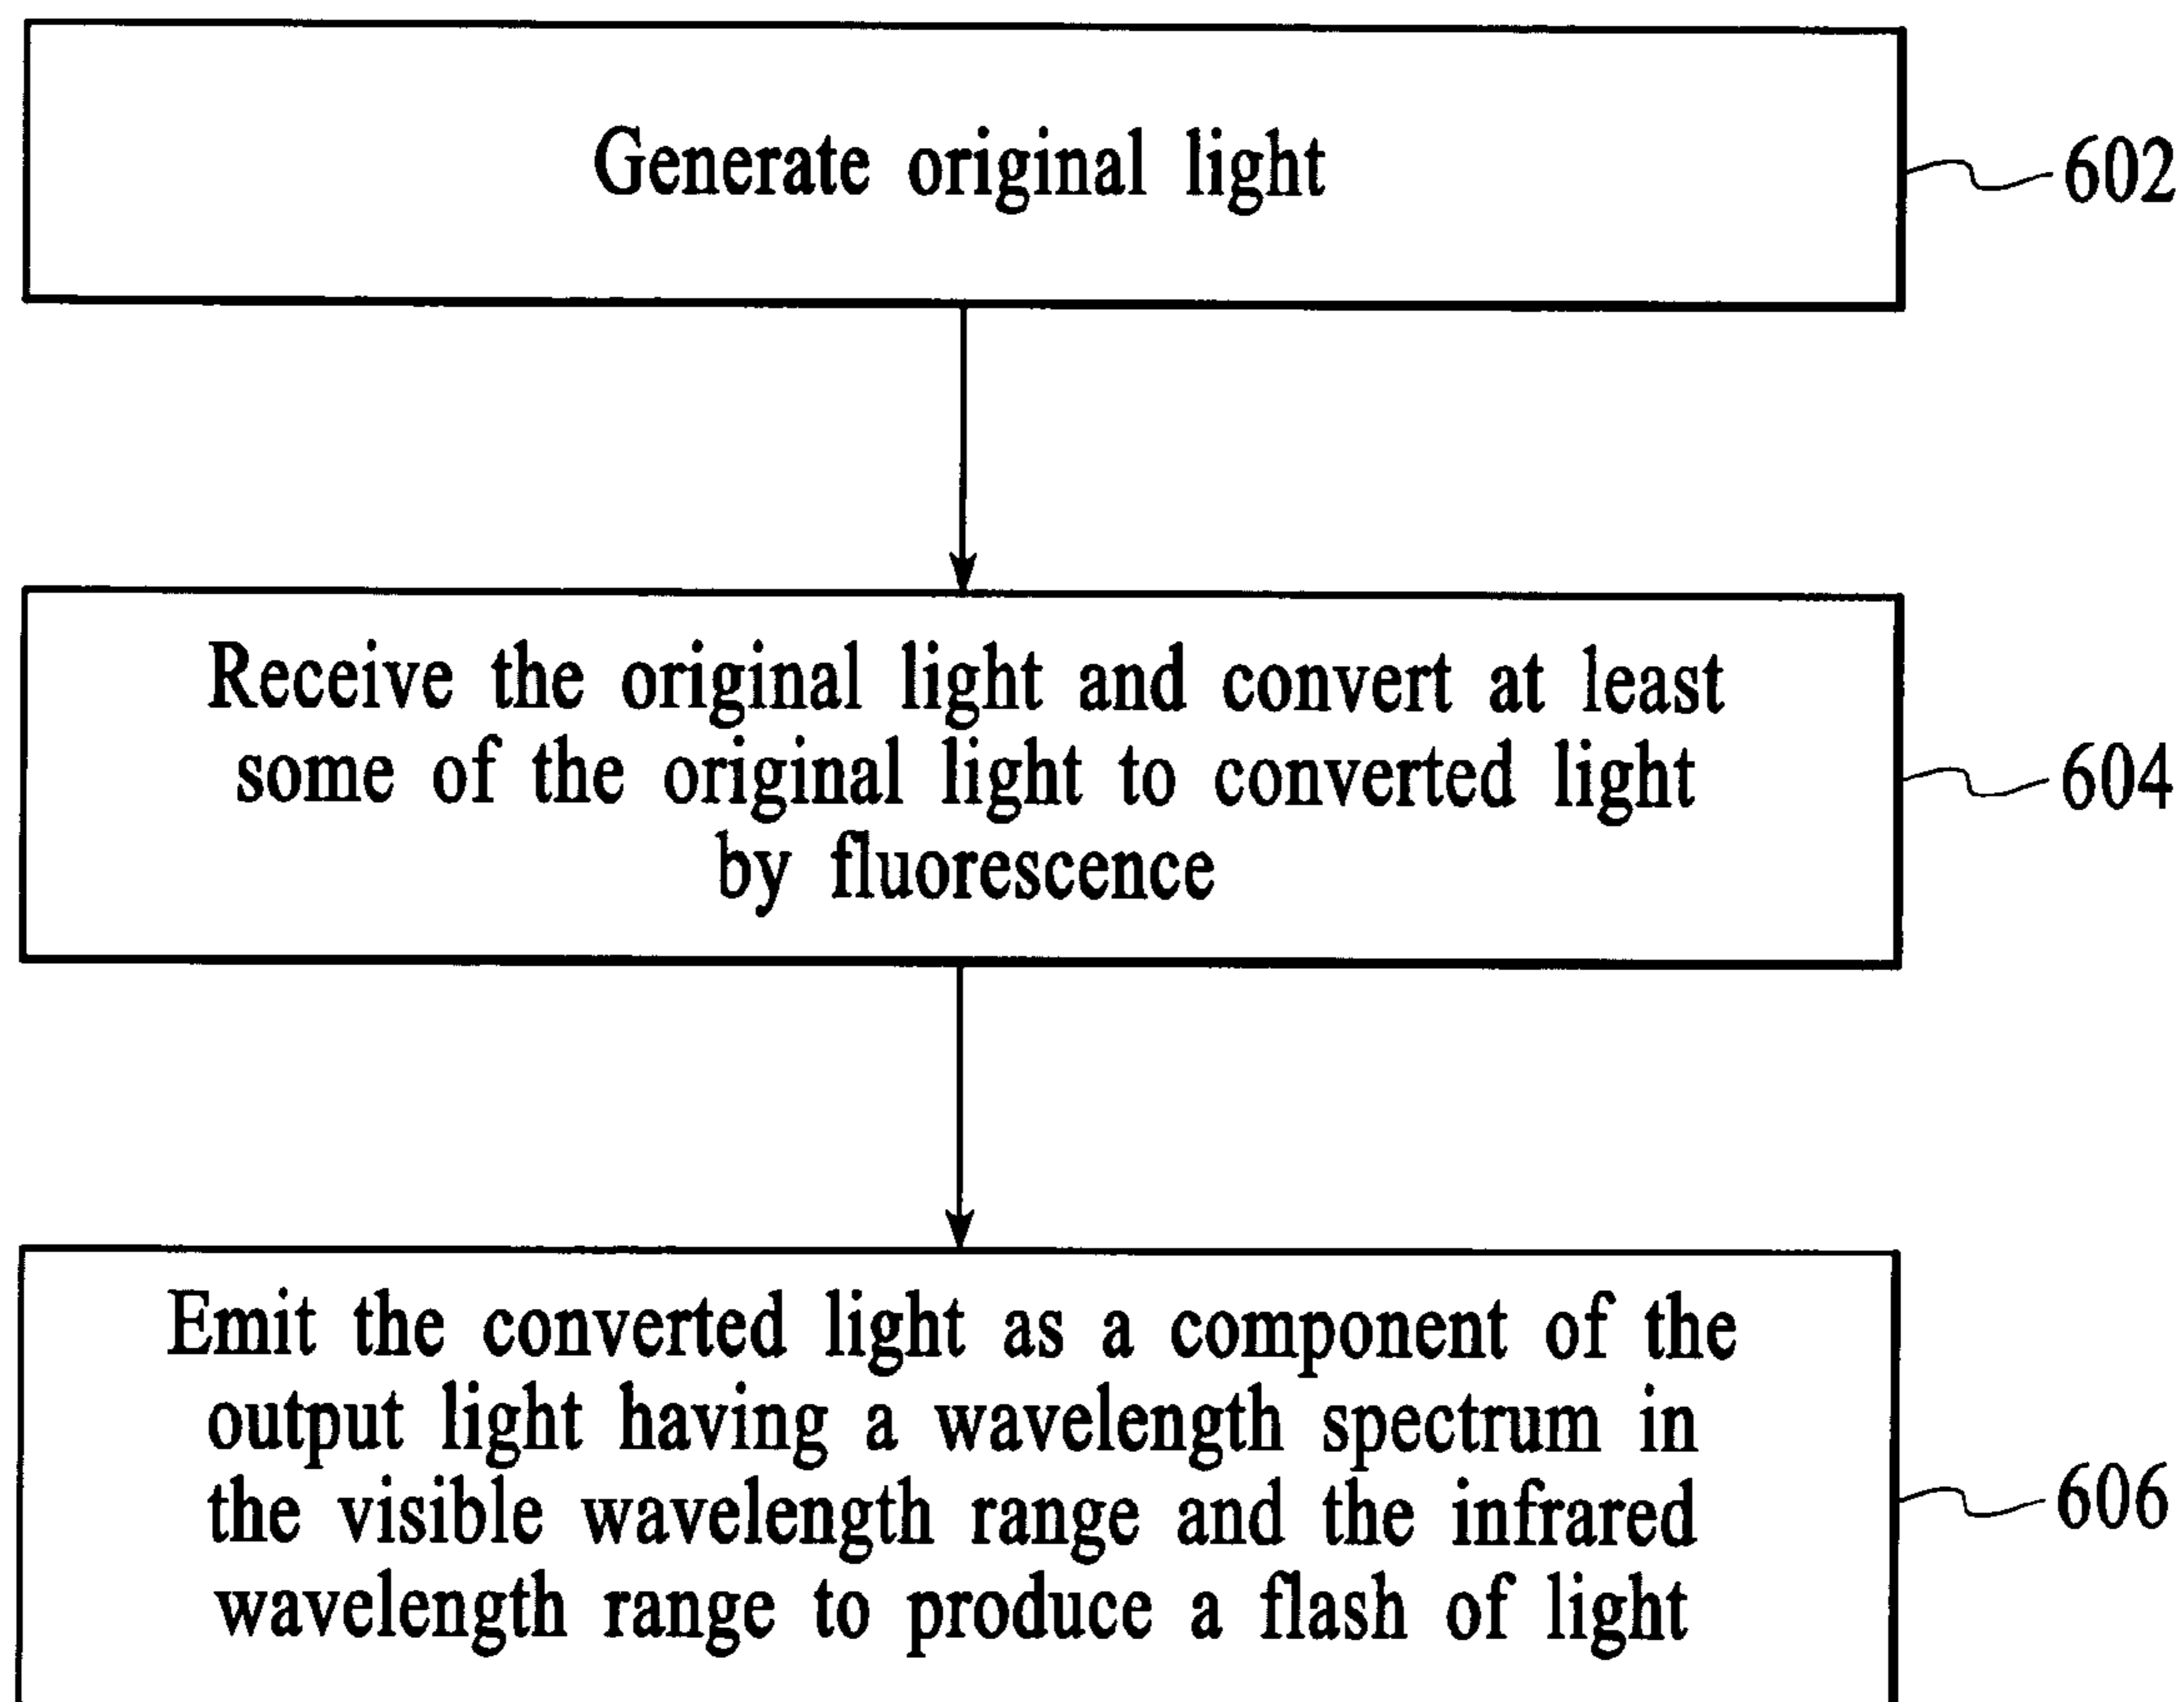 Generate original light
602
Receive the original light and convert at least
some of the original light to converted light
by fluorescence
604
Emit the converted light as a component of the
output light having a wavelength spectrum in
the visible wavelength range and the infrared
wavelength range to produce a flash of light
606